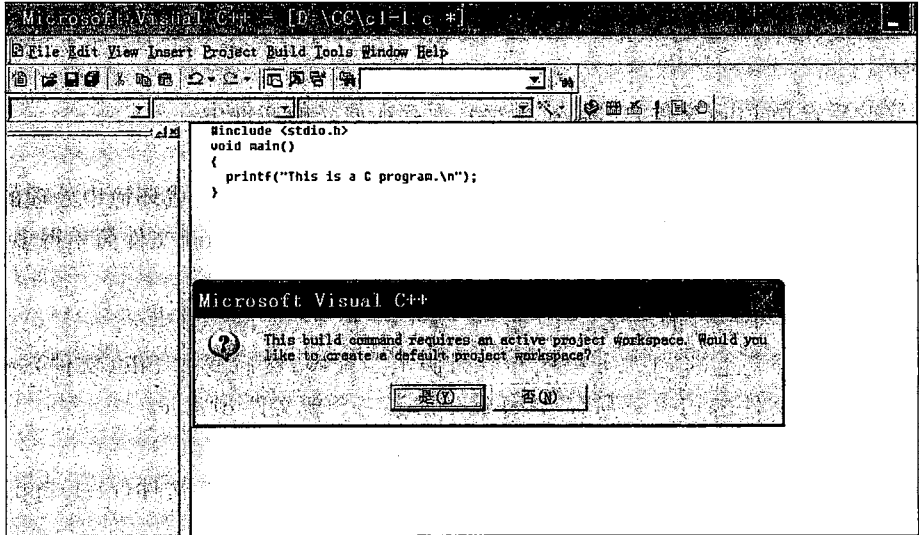 Microsoft Visual C++ - [D:\CC\c1-1.c *]
File Edit View Insert Project Build Tools Window Help
#include <stdio.h>
void main()
{
printf("This is a C program.\n");
}
Microsoft Visual C++
This build command requires an active project workspace. Would you
like to create a default project workspace?
是(Y)
否(N)